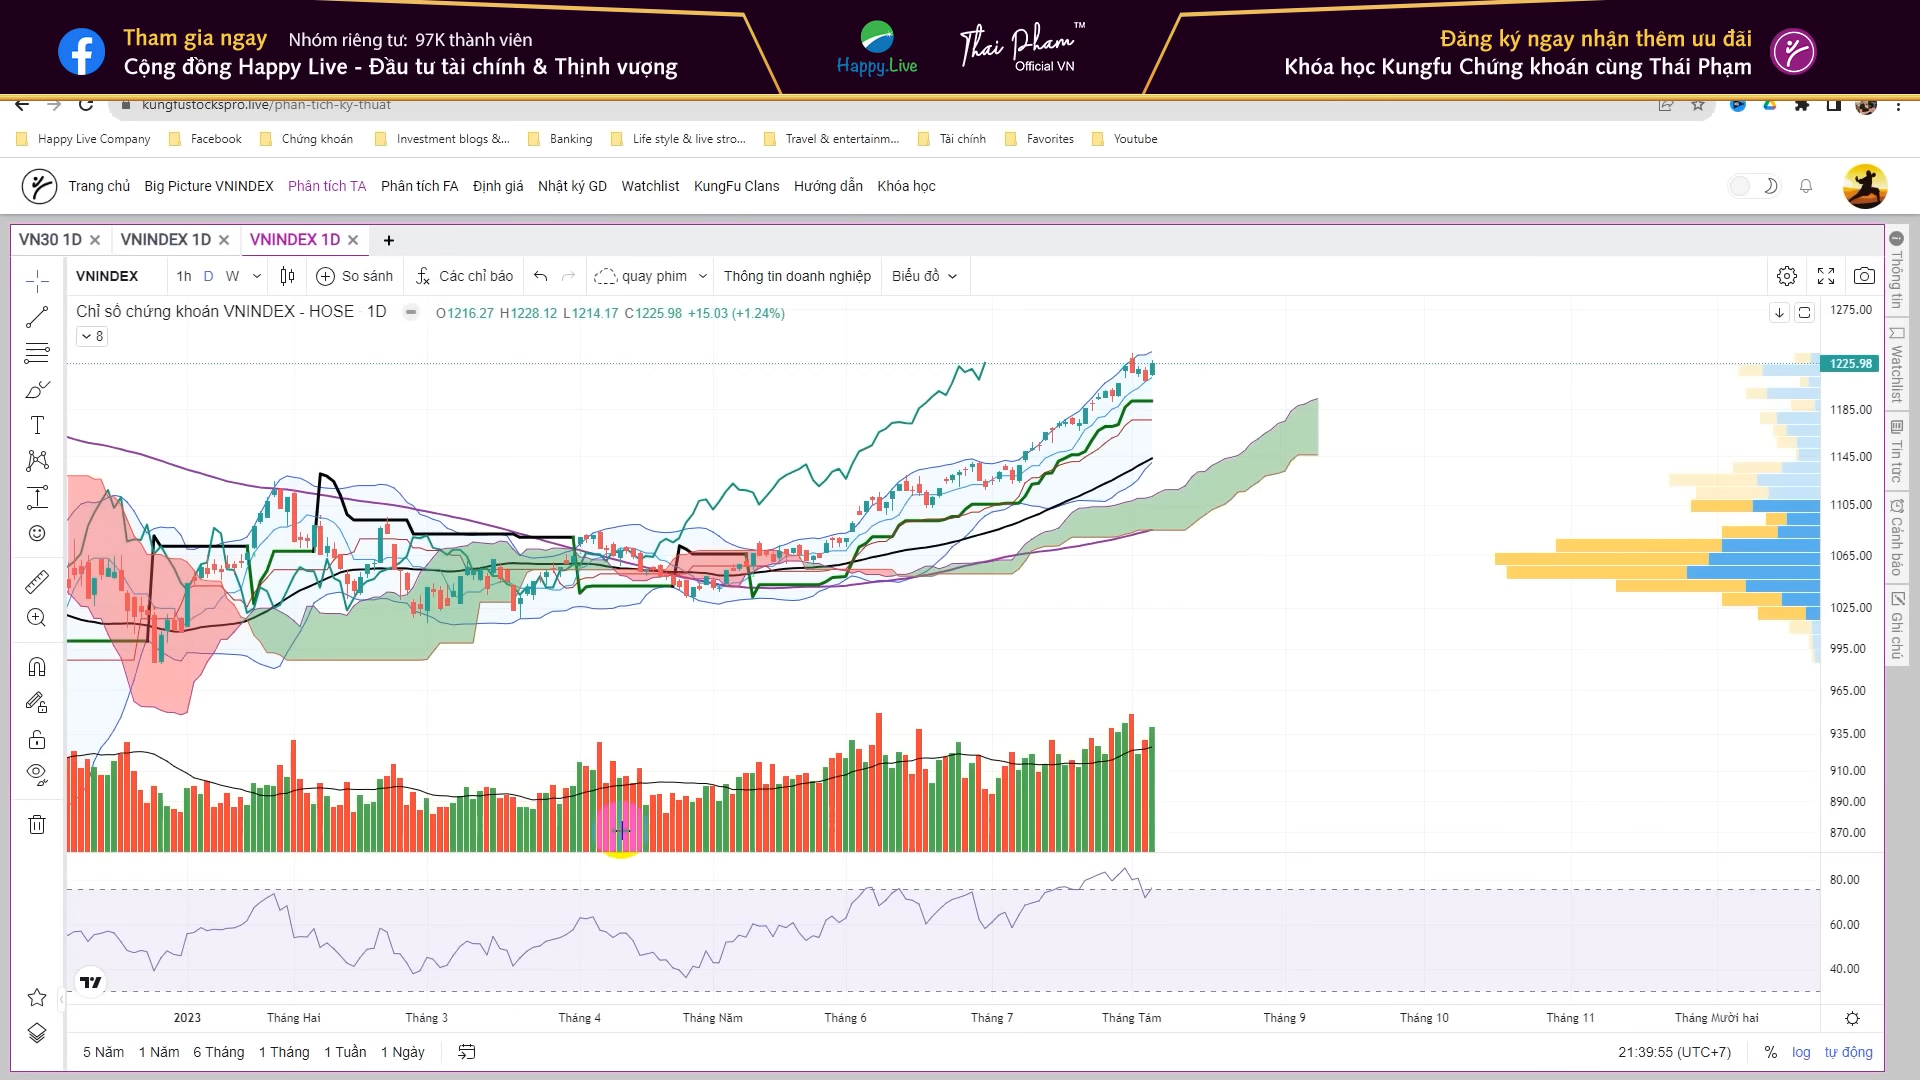 Tham gia ngay Nhóm riêng tư: 97K thành viên
Cộng đồng Happy Live - Đầu tư tài chính & Thịnh vượng
Happy.Live
Thai Pham™
Official VN
Đăng ký ngay nhận thêm ưu đãi
Khóa học Kungfu Chứng khoán cùng Thái Phạm
kungfustockspro.live/phan-tich-ky-thuat
Happy Live Company Facebook Chứng khoán Investment blogs &... Banking Life style & live stro... Travel & entertainm... Tài chính Favorites Youtube
Trang chủ Big Picture VNINDEX Phân tích TA Phân tích FA Định giá Nhật ký GD Watchlist KungFu Clans Hướng dẫn Khóa học
VN30 1D VNINDEX 1D VNINDEX 1D
VNINDEX 1h D W So sánh Các chỉ báo quay phim Thông tin doanh nghiệp Biểu đồ
Chỉ số chứng khoán VNINDEX - HOSE 1D O1216.27 H1228.12 L1214.17 C1225.98 +15.03 (+1.24%)
8
1275.00
1225.98
1185.00
1145.00
1105.00
1065.00
1025.00
995.00
965.00
935.00
910.00
890.00
870.00
80.00
60.00
40.00
Thông tin
Watchlist
Tin tức
Cảnh báo
Ghi chú
2023 Tháng Hai Tháng 3 Tháng 4 Tháng Năm Tháng 6 Tháng 7 Tháng Tám Tháng 9 Tháng 10 Tháng 11 Tháng Mười hai
5 Năm 1 Năm 6 Tháng 1 Tháng 1 Tuần 1 Ngày 21:39:55 (UTC+7) % log tự động